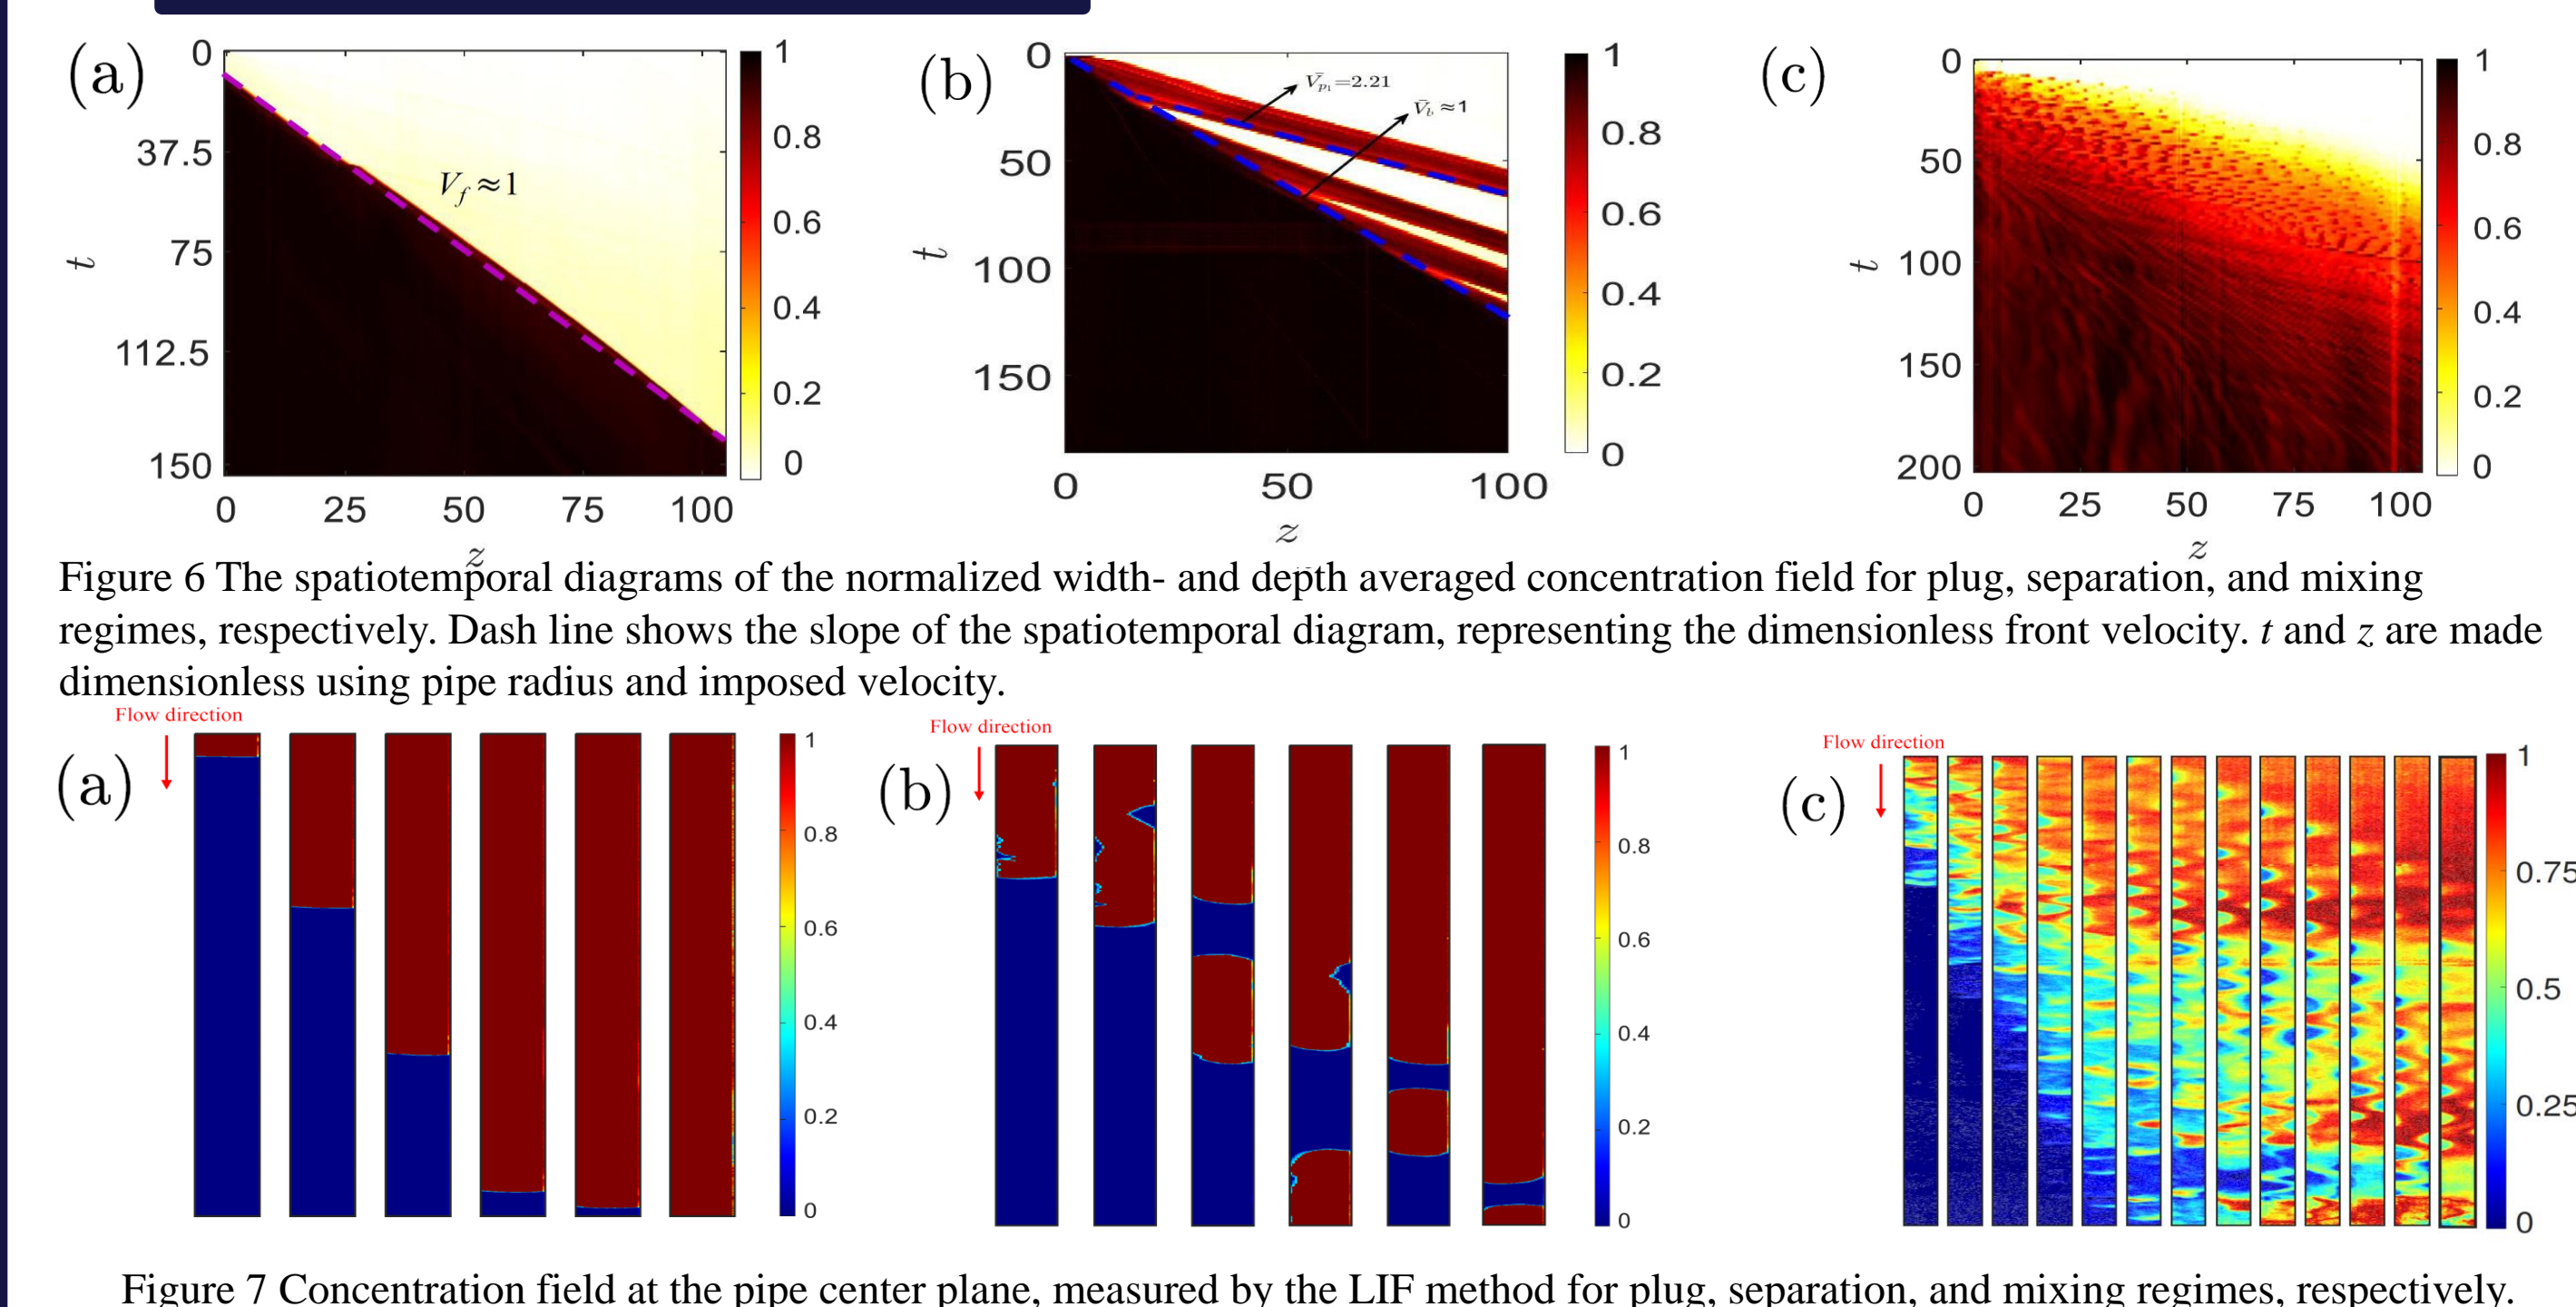 (a)
0
37.5
75
112.5
150
t
V_f ≈ 1
0
25
50
75
100
z
1
0.8
0.6
0.4
0.2
0
(b)
0
50
100
150
t
V̄_p₁=2.21
V̄_b ≈ 1
0
50
100
z
1
0.8
0.6
0.4
0.2
0
(c)
0
50
100
150
200
t
0
25
50
75
100
z
1
0.8
0.6
0.4
0.2
0
Figure 6 The spatiotemporal diagrams of the normalized width- and depth averaged concentration field for plug, separation, and mixing
regimes, respectively. Dash line shows the slope of the spatiotemporal diagram, representing the dimensionless front velocity. t and z are made
dimensionless using pipe radius and imposed velocity.
Flow direction
(a)
1
0.8
0.6
0.4
0.2
0
Flow direction
(b)
1
0.8
0.6
0.4
0.2
0
Flow direction
(c)
1
0.75
0.5
0.25
0
Figure 7 Concentration field at the pipe center plane, measured by the LIF method for plug, separation, and mixing regimes, respectively.